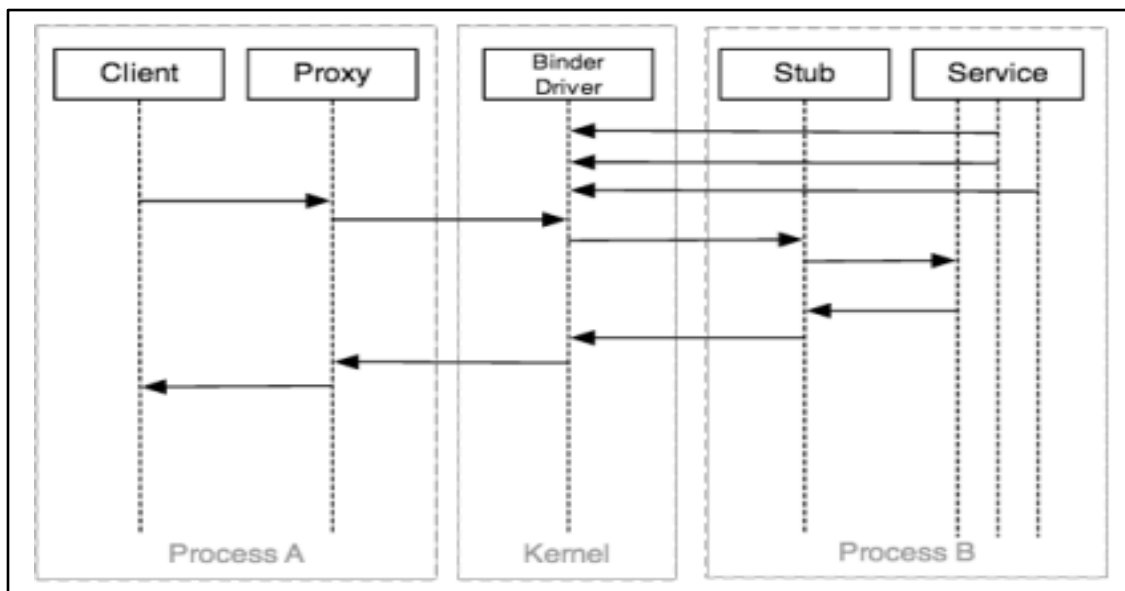 Client
Proxy
Binder
Driver
Stub
Service
Process A
Kernel
Process B